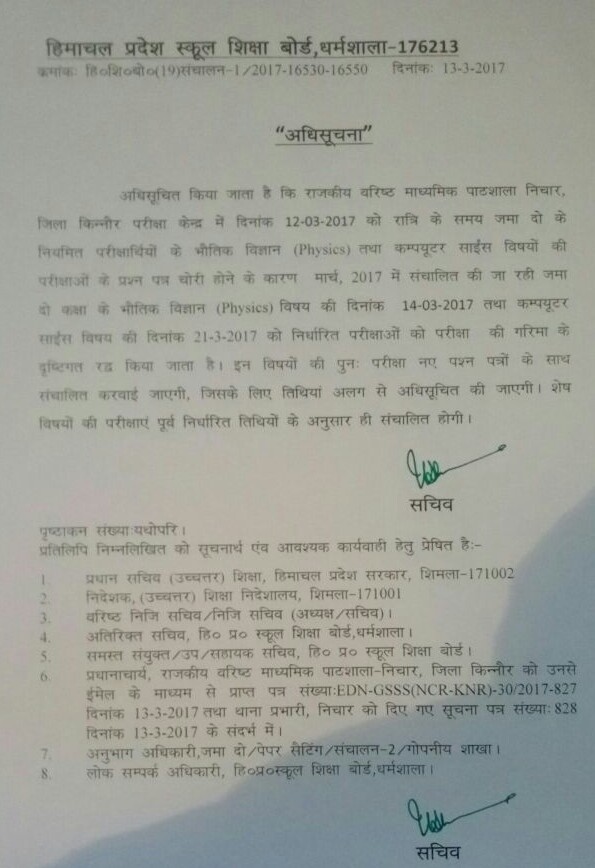 हिमाचल प्रदेश स्कूल शिक्षा बोर्ड,धर्मशाला-176213
कमांकः हि०शि०बो०(19)संचालन-1/2017-16530-16550 दिनांकः 13-3-2017
“अधिसूचना”
अधिसूचित किया जाता है कि राजकीय वरिष्ठ माध्यमिक पाठशाला निचार,
जिला किन्नौर परीक्षा केन्द्र में दिनांक 12-03-2017 को रात्रि के समय जमा दो के
नियमित परीक्षार्थियों के भौतिक विज्ञान (Physics) तथा कम्पयूटर साईंस विषयों की
परीक्षाओं के प्रश्न पत्र चोरी होने के कारण मार्च, 2017 में संचालित की जा रही जमा
दो कक्षा के भौतिक विज्ञान (Physics) विषय की दिनांक 14-03-2017 तथा कम्पयूटर
साईंस विषय की दिनांक 21-3-2017 को निर्धारित परीक्षाओं को परीक्षा की गरिमा के
दृष्टिगत रद्ध किया जाता है। इन विषयों की पुनः परीक्षा नए पश्न पत्रों के साथ
संचालित करवाई जाएगी, जिसके लिए तिथियां अलग से अधिसूचित की जाएगी। शेष
विषयों की परीक्षाएं पूर्व निर्धारित तिथियों के अनुसार ही संचालित होगी।
सचिव
पृष्ठाकन संख्याःयथोपरि।
प्रतिलिपि निम्नलिखित को सूचनार्थ एंव आवश्यक कार्यवाही हेतु प्रेषित हैः-
1. प्रधान सचिव (उच्चत्तर) शिक्षा, हिमाचल प्रदेश सरकार, शिमला-171002
2. निदेशक, (उच्चत्तर) शिक्षा निदेशालय, शिमला-171001
3. वरिष्ठ निजि सचिव/निजि सचिव (अध्यक्ष/सचिव)।
4. अतिरिक्त सचिव, हि० प्र० स्कूल शिक्षा बोर्ड,धर्मशाला।
5. समस्त संयुक्त/उप/सहायक सचिव, हि० प्र० स्कूल शिक्षा बोर्ड।
6. प्रधानाचार्य, राजकीय वरिष्ठ माध्यमिक पाठशाला-निचार, जिला किन्नौर को उनसे
ईमेल के माध्यम से प्राप्त पत्र संख्याःEDN-GSSS(NCR-KNR)-30/2017-827
दिनांक 13-3-2017 तथा थाना प्रभारी, निचार को दिए गए सूचना पत्र संख्याः828
दिनांक 13-3-2017 के संदर्भ में।
7. अनुभाग अधिकारी,जमा दो/पेपर सैटिंग/संचालन-2/गोपनीय शाखा।
8. लोक सम्पर्क अधिकारी, हि०प्र०स्कूल शिक्षा बोर्ड,धर्मशाला।
सचिव